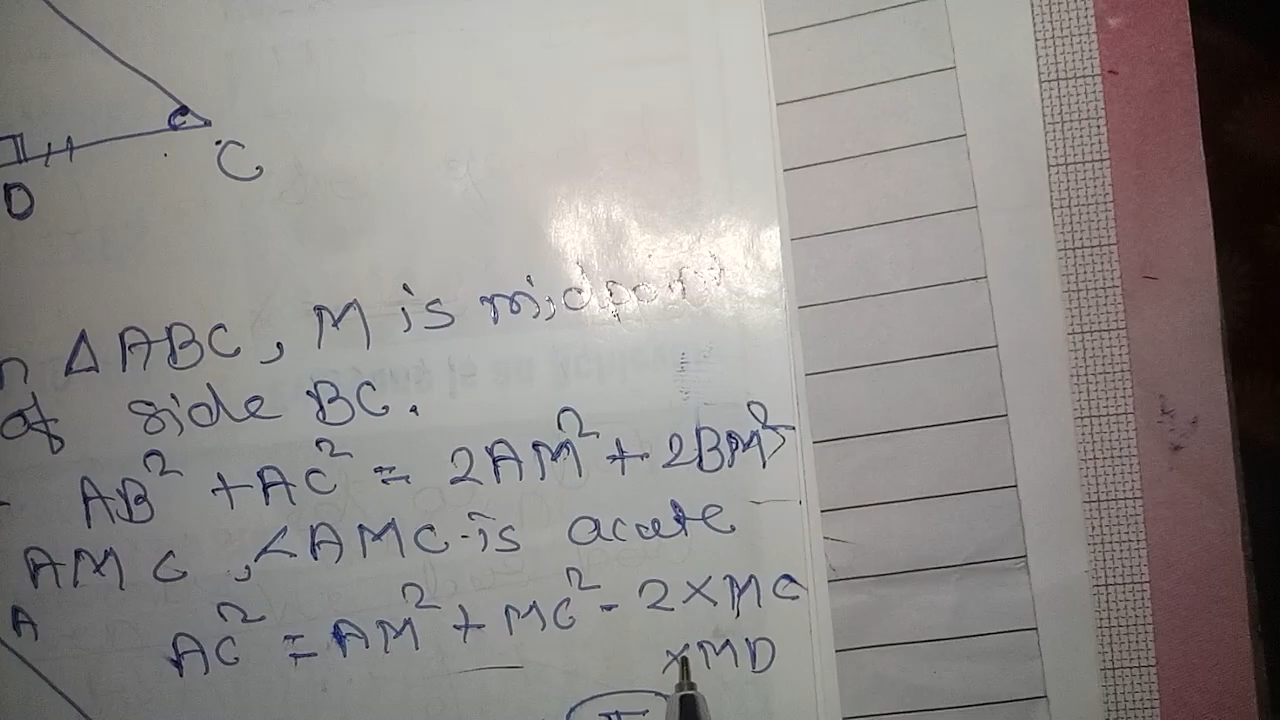 C
C
D
n ΔABC, M is midpoint
of side BC.
AB² + AC² = 2AM² + 2BM²
AMC, ∠AMC is acute
A
AC² = AM² + MC² - 2×MC
×MD
II